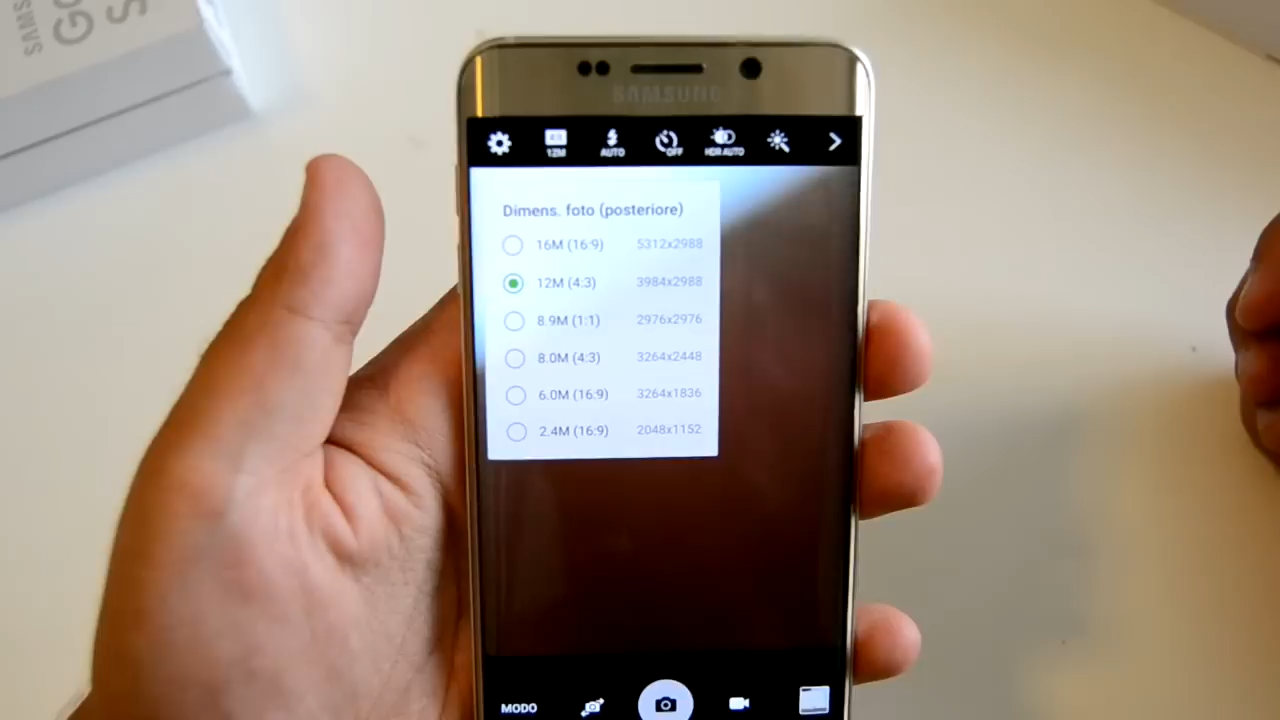 SAMSUNG
12M
AUTO
OFF
HDR AUTO
Dimens. foto (posteriore)
16M (16:9) 5312x2988
12M (4:3) 3984x2988
8.9M (1:1) 2976x2976
8.0M (4:3) 3264x2448
6.0M (16:9) 3264x1836
2.4M (16:9) 2048x1152
MODO